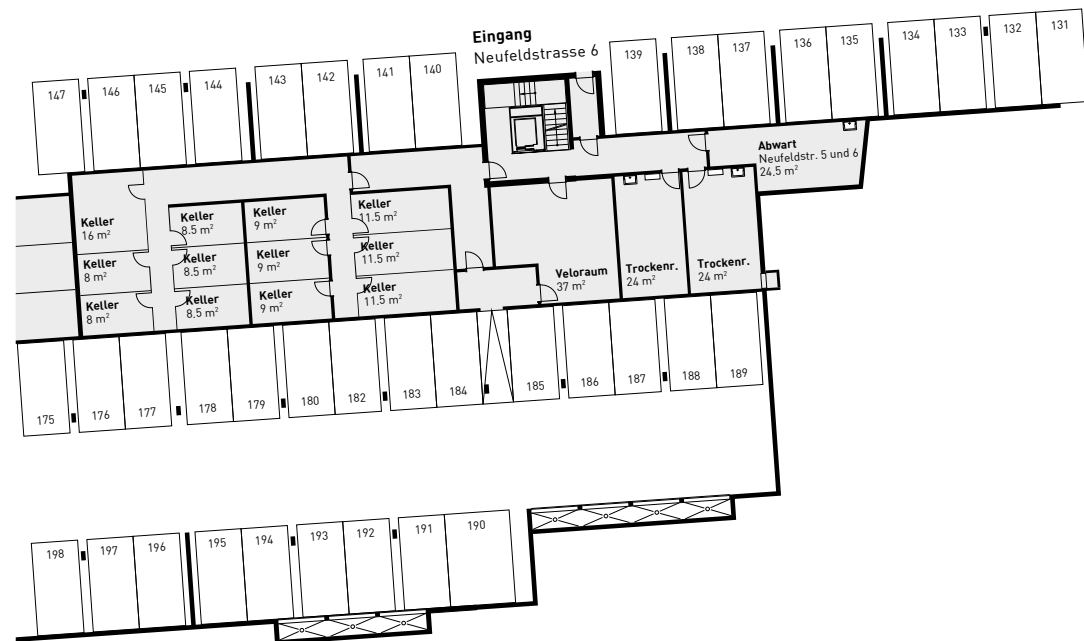 Eingang
Neufeldstrasse 6
147
146
145
144
143
142
141
140
139
138
137
136
135
134
133
132
131
Abwart
Neufeldstr. 5 und 6
24,5 m²
Keller
16 m²
Keller
8 m²
Keller
8 m²
Keller
8.5 m²
Keller
8.5 m²
Keller
8.5 m²
Keller
9 m²
Keller
9 m²
Keller
9 m²
Keller
11.5 m²
Keller
11.5 m²
Keller
11.5 m²
Veloraum
37 m²
Trockenr.
24 m²
Trockenr.
24 m²
175
176
177
178
179
180
182
183
184
185
186
187
188
189
198
197
196
195
194
193
192
191
190